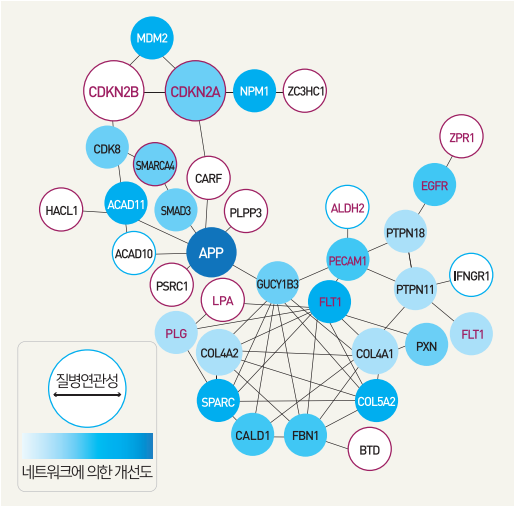 MDM2
CDKN2B
CDKN2A
NPM1
ZC3HC1
ZPR1
CDK8
SMARCA4
CARF
EGFR
HACL1
ACAD11
SMAD3
PLPP3
ALDH2
PTPN18
ACAD10
APP
PECAM1
PSRC1
GUCY1B3
PTPN11
IFNGR1
LPA
FLT1
PLG
COL4A2
COL4A1
PXN
FLT1
질병연관성
SPARC
COL5A2
CALD1
FBN1
BTD
네트워크에 의한 개선도